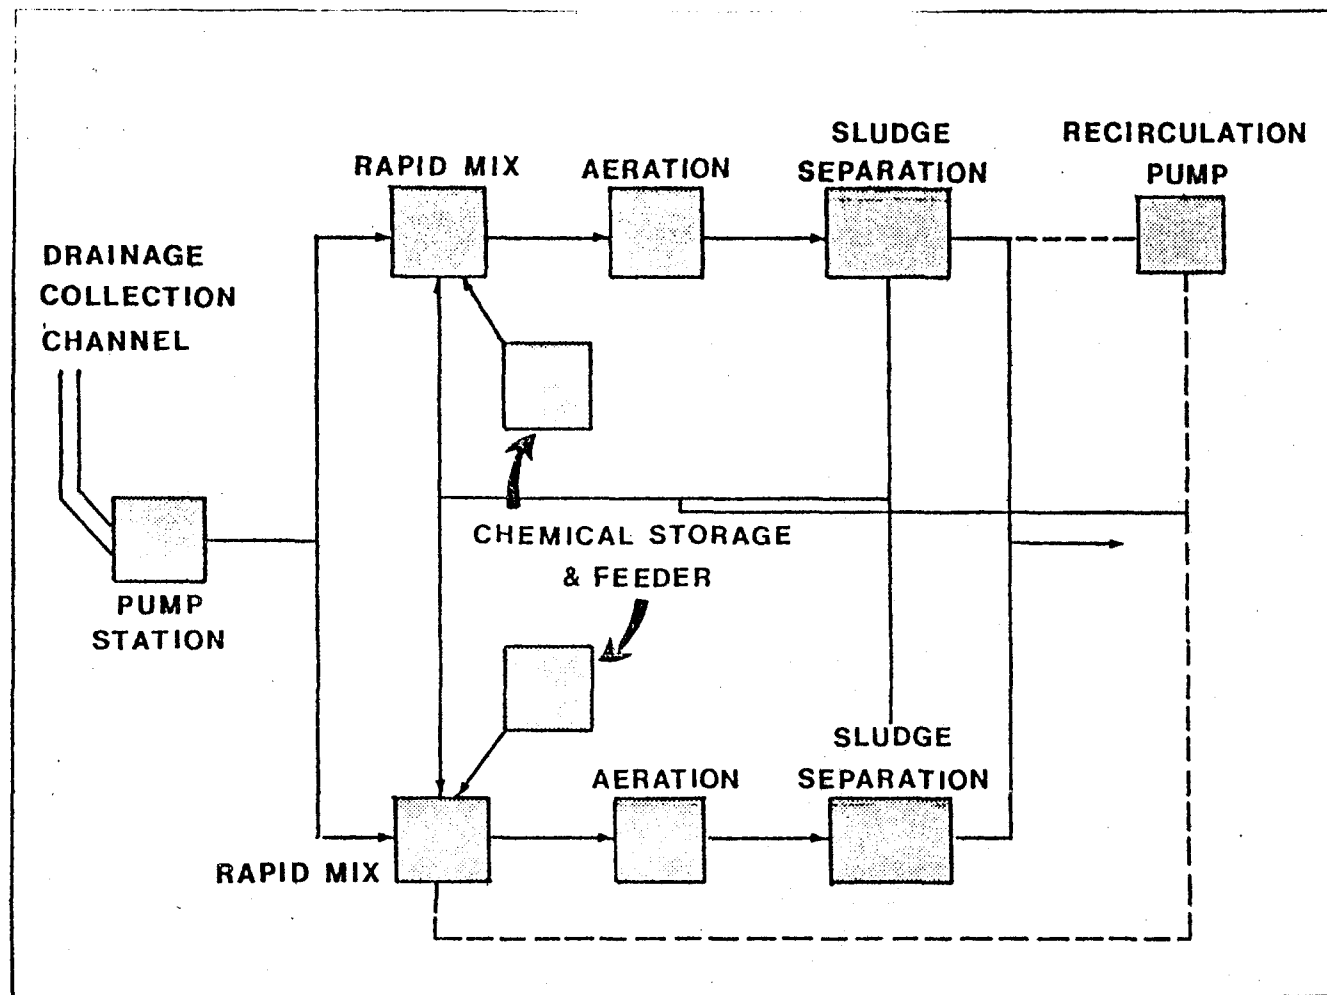 SLUDGE
SEPARATION
RECIRCULATION
PUMP
RAPID MIX
AERATION
DRAINAGE
COLLECTION
CHANNEL
CHEMICAL STORAGE
& FEEDER
PUMP
STATION
SLUDGE
SEPARATION
AERATION
RAPID MIX